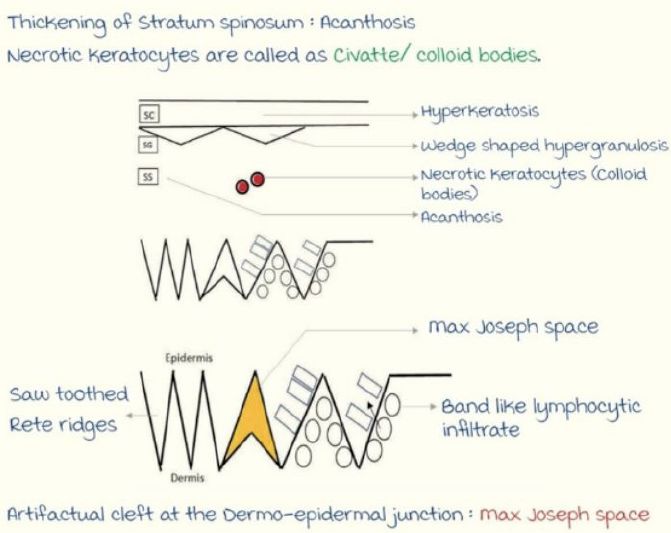 Thickening of Stratum spinosum : Acanthosis
Necrotic Keratocytes are called as Civatte/ colloid bodies.
SC
Hyperkeratosis
SG
Wedge shaped hypergranulosis
SS
Necrotic Keratocytes (Colloid
bodies)
Acanthosis
max Joseph space
Epidermis
Saw toothed
Rete ridges
Band like lymphocytic
infiltrate
Dermis
Artifactual cleft at the Dermo-epidermal junction : max Joseph space